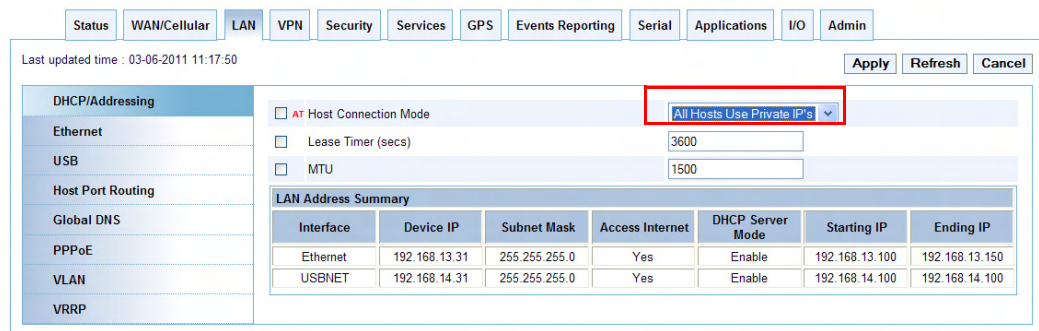 Status WAN/Cellular LAN VPN Security Services GPS Events Reporting Serial Applications I/O Admin
Last updated time : 03-06-2011 11:17:50
Apply Refresh Cancel
DHCP/Addressing
Ethernet
USB
Host Port Routing
Global DNS
PPPoE
VLAN
VRRP
AT Host Connection Mode All Hosts Use Private IP's
Lease Timer (secs) 3600
MTU 1500
LAN Address Summary
Interface Device IP Subnet Mask Access Internet DHCP Server Mode Starting IP Ending IP
Ethernet 192.168.13.31 255.255.255.0 Yes Enable 192.168.13.100 192.168.13.150
USBNET 192.168.14.31 255.255.255.0 Yes Enable 192.168.14.100 192.168.14.100